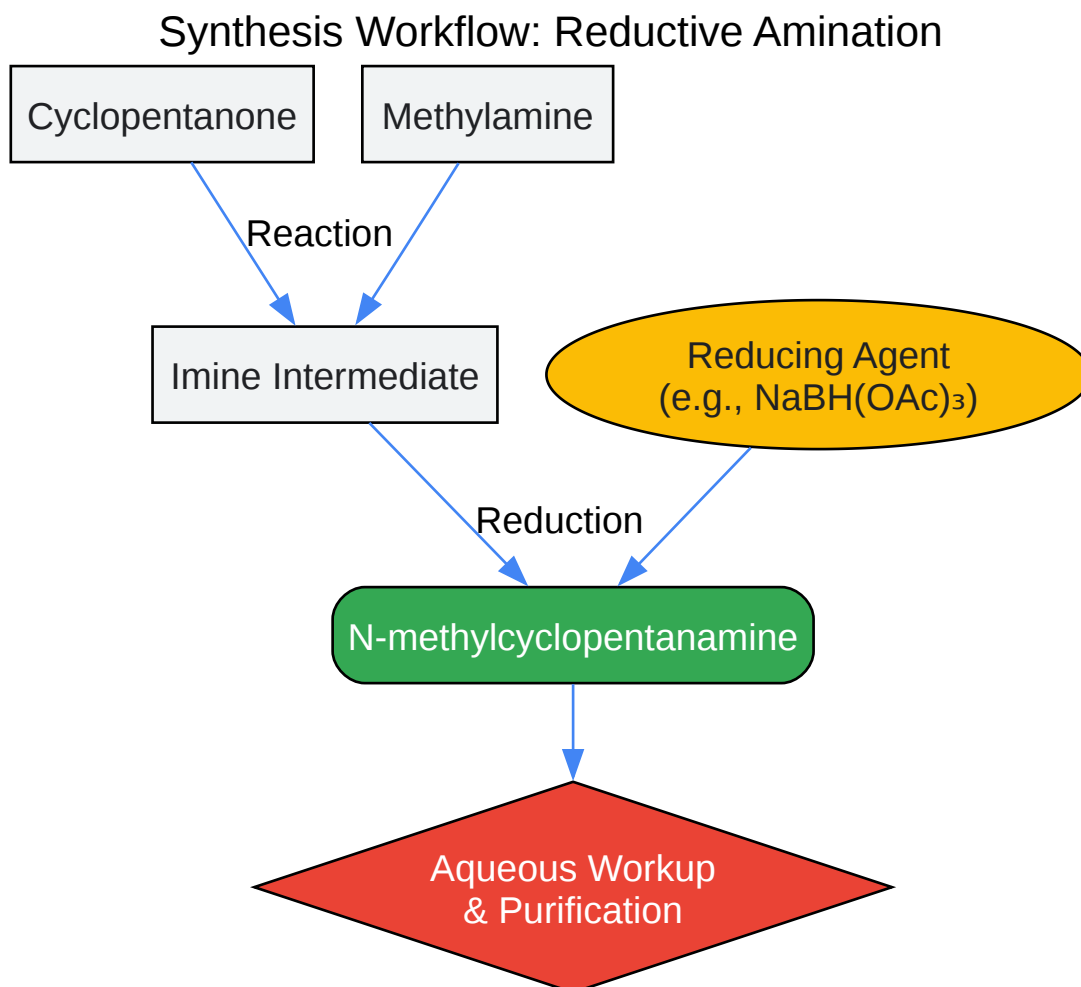 Synthesis Workflow: Reductive Amination
Cyclopentanone
Methylamine
Reaction
Imine Intermediate
Reducing Agent
(e.g., NaBH(OAc)₃)
Reduction
N-methylcyclopentanamine
Aqueous Workup
& Purification